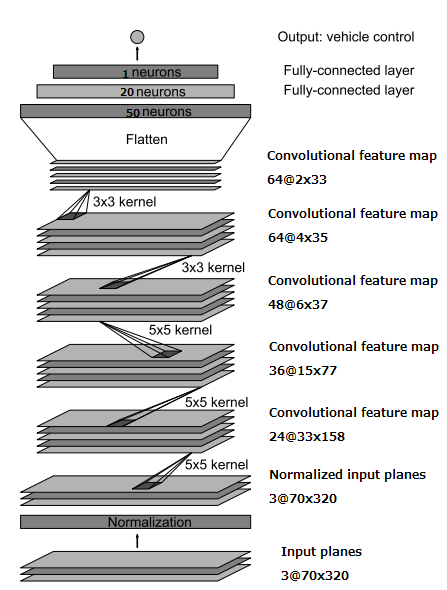 Output: vehicle control
1 neurons
Fully-connected layer
20 neurons
Fully-connected layer
50 neurons
Flatten
Convolutional feature map
64@2x33
3x3 kernel
Convolutional feature map
64@4x35
3x3 kernel
Convolutional feature map
48@6x37
5x5 kernel
Convolutional feature map
36@15x77
5x5 kernel
Convolutional feature map
24@33x158
5x5 kernel
Normalized input planes
3@70x320
Normalization
Input planes
3@70x320